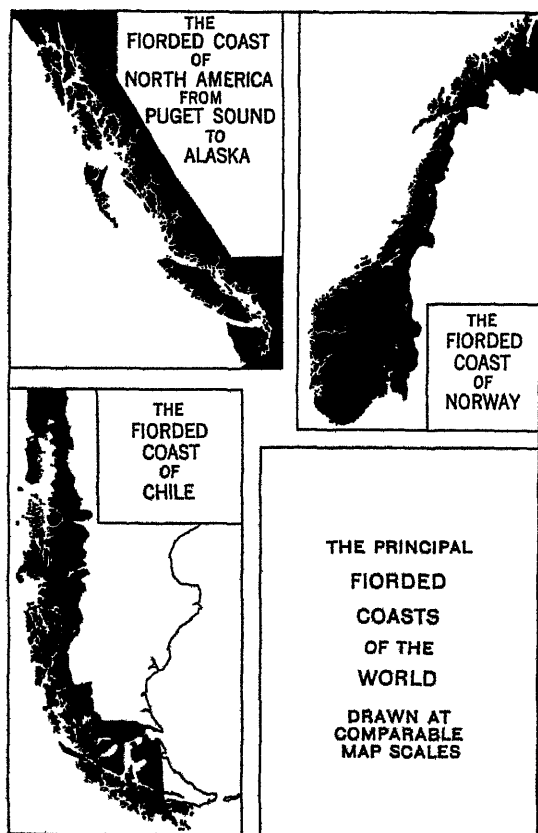 THE
FIORDED COAST
OF
NORTH AMERICA
FROM
PUGET SOUND
TO
ALASKA
THE
FIORDED
COAST
OF
NORWAY
THE
FIORDED
COAST
OF
CHILE
THE PRINCIPAL
FIORDED
COASTS
OF THE
WORLD
DRAWN AT
COMPARABLE
MAP SCALES